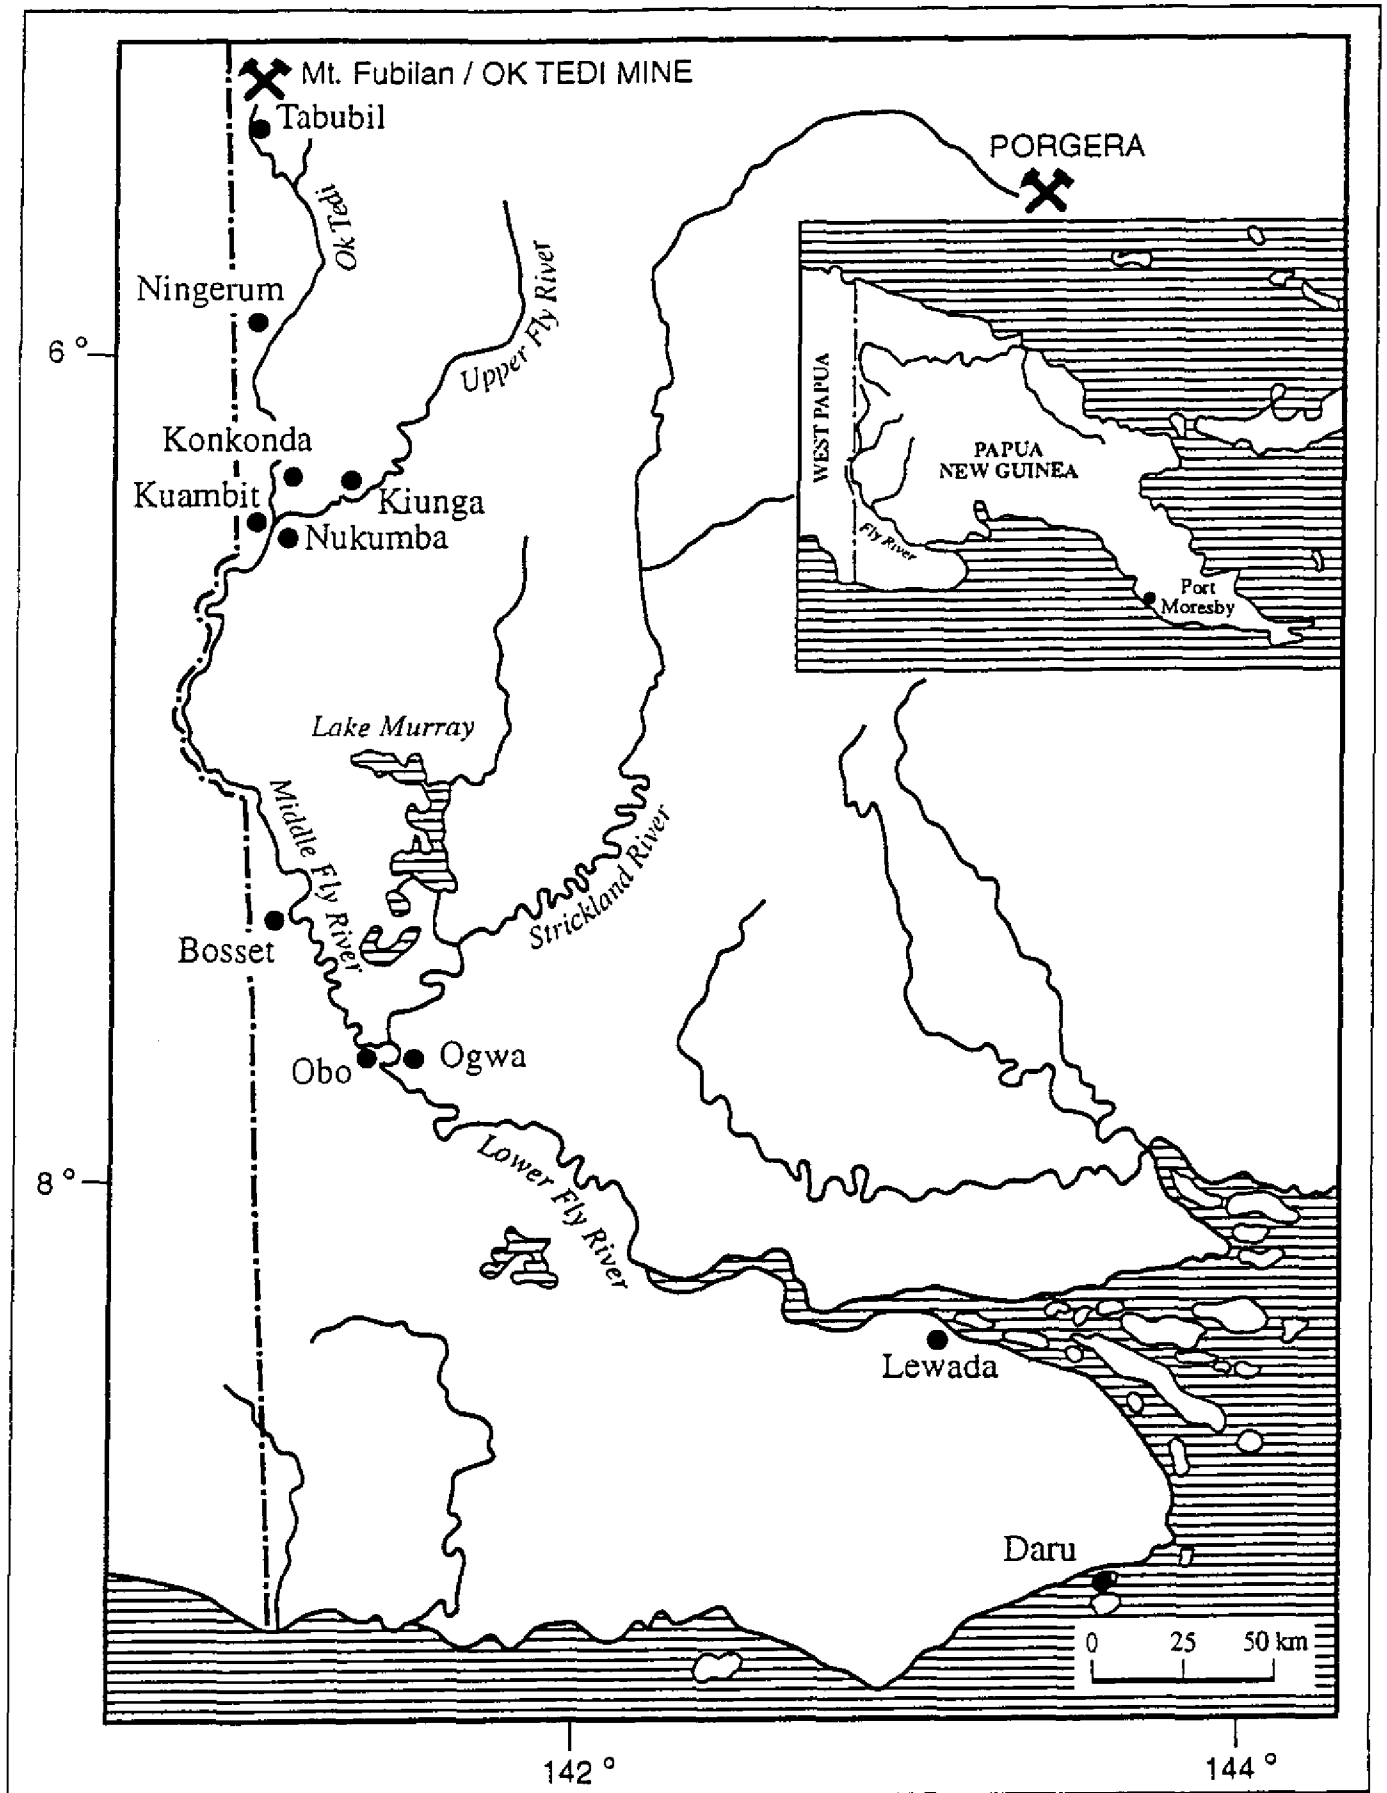 Mt. Fubilan / OK TEDI MINE
Tabubil
PORGERA
Ok Tedi
Ningerum
Upper Fly River
6°
WEST PAPUA
PAPUA
NEW GUINEA
Konkonda
Kuambit
Kiunga
Nukumba
Fly River
Port
Moresby
Lake Murray
Middle Fly River
Strickland River
Bosset
Obo
Ogwa
8°
Lower Fly River
Lewada
Daru
0 25 50 km
142°
144°